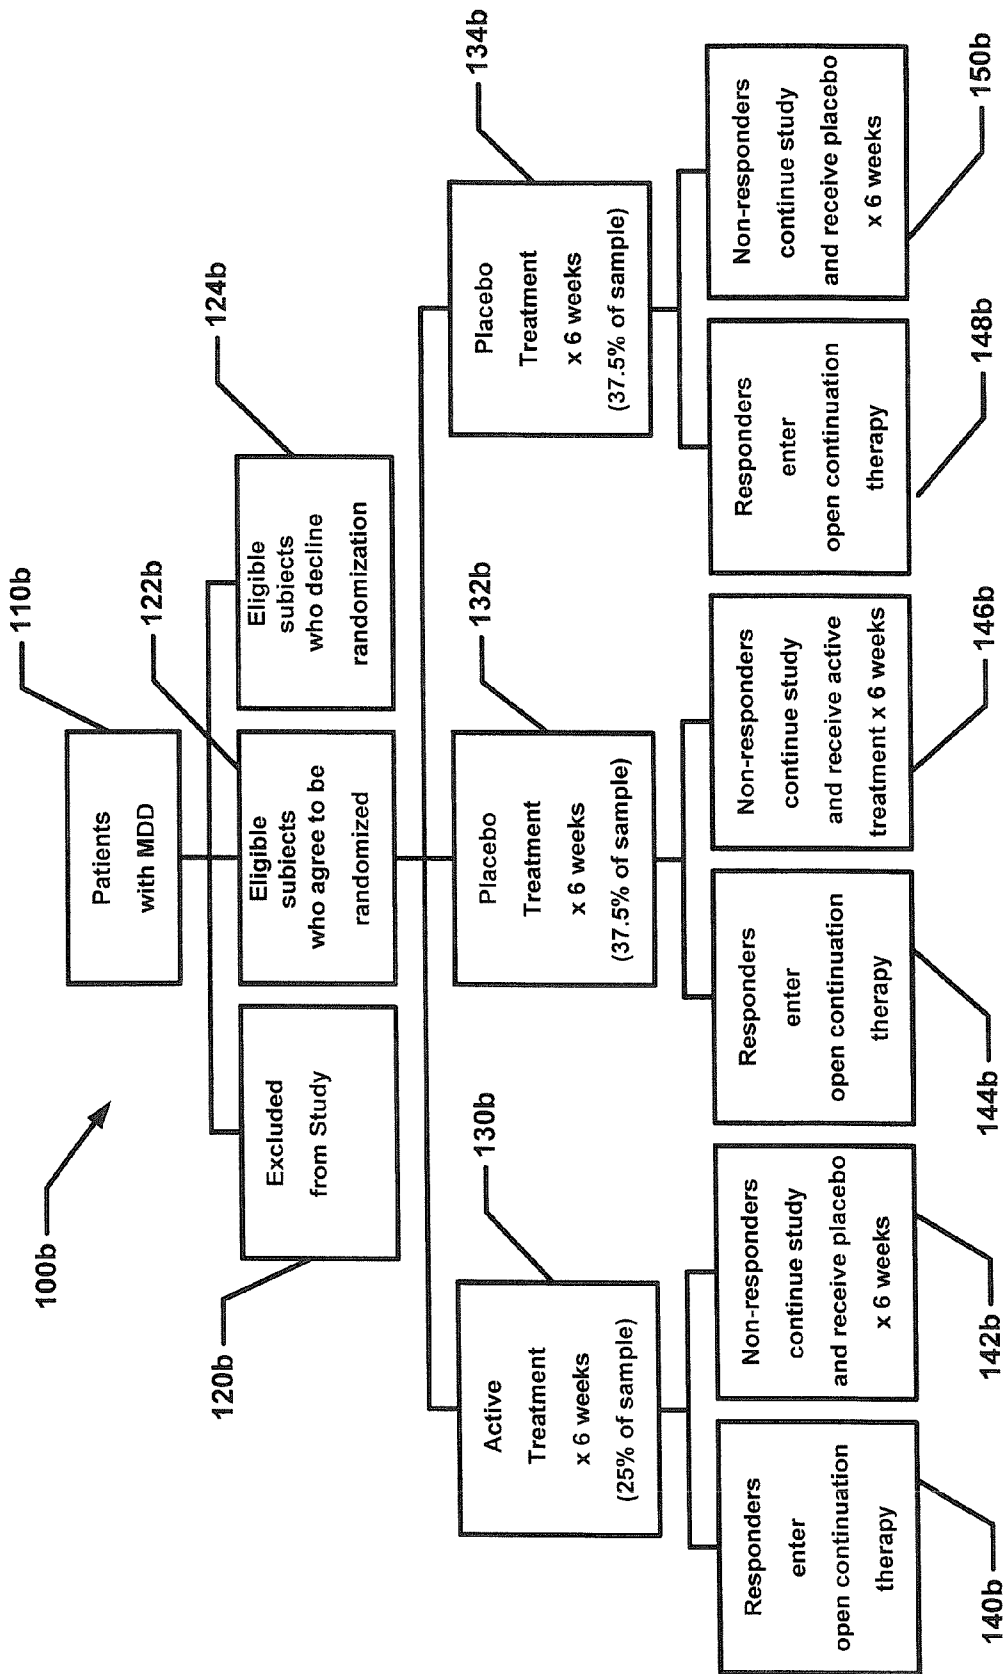 100b
110b
Patients
with MDD
120b
Excluded
from Study
122b
Eligible
subiects
who agree to be
randomized
124b
Eligible
subiects
who decline
randomization
130b
Active
Treatment
x 6 weeks
(25% of sample)
132b
Placebo
Treatment
x 6 weeks
(37.5% of sample)
134b
Placebo
Treatment
x 6 weeks
(37.5% of sample)
Responders
enter
open continuation
therapy
140b
Non-responders
continue study
and receive placebo
x 6 weeks
142b
Responders
enter
open continuation
therapy
144b
Non-responders
continue study
and receive active
treatment x 6 weeks
146b
Responders
enter
open continuation
therapy
148b
Non-responders
continue study
and receive placebo
x 6 weeks
150b